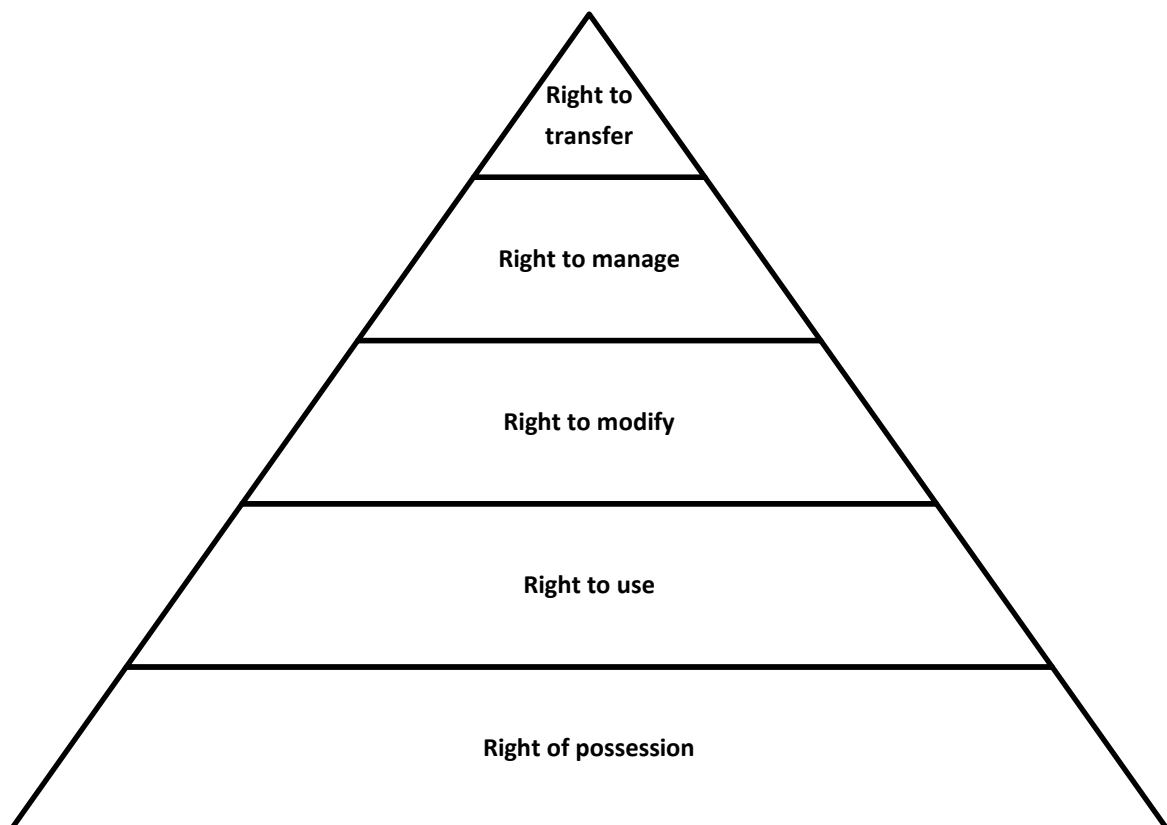 Right to
transfer
Right to manage
Right to modify
Right to use
Right of possession